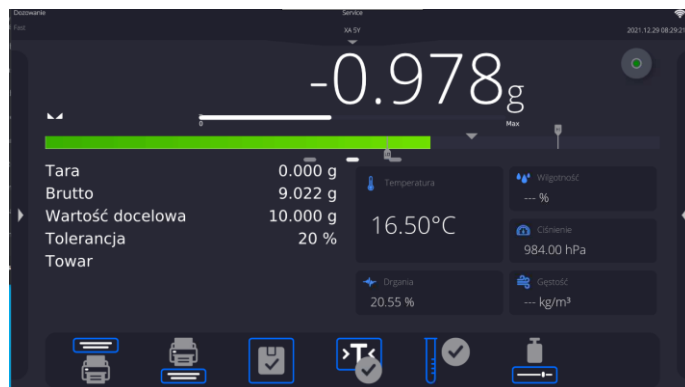 Dozowanie
Service
Fast
XA 5Y
2021.12.29 08:29:21
-0.978g
0
Max
Tara 0.000 g
Brutto 9.022 g
Wartość docelowa 10.000 g
Tolerancja 20 %
Towar
Temperatura
16.50°C
Wilgotność
--- %
Ciśnienie
984.00 hPa
Drgania
20.55 %
Gęstość
--- kg/m³
>T<